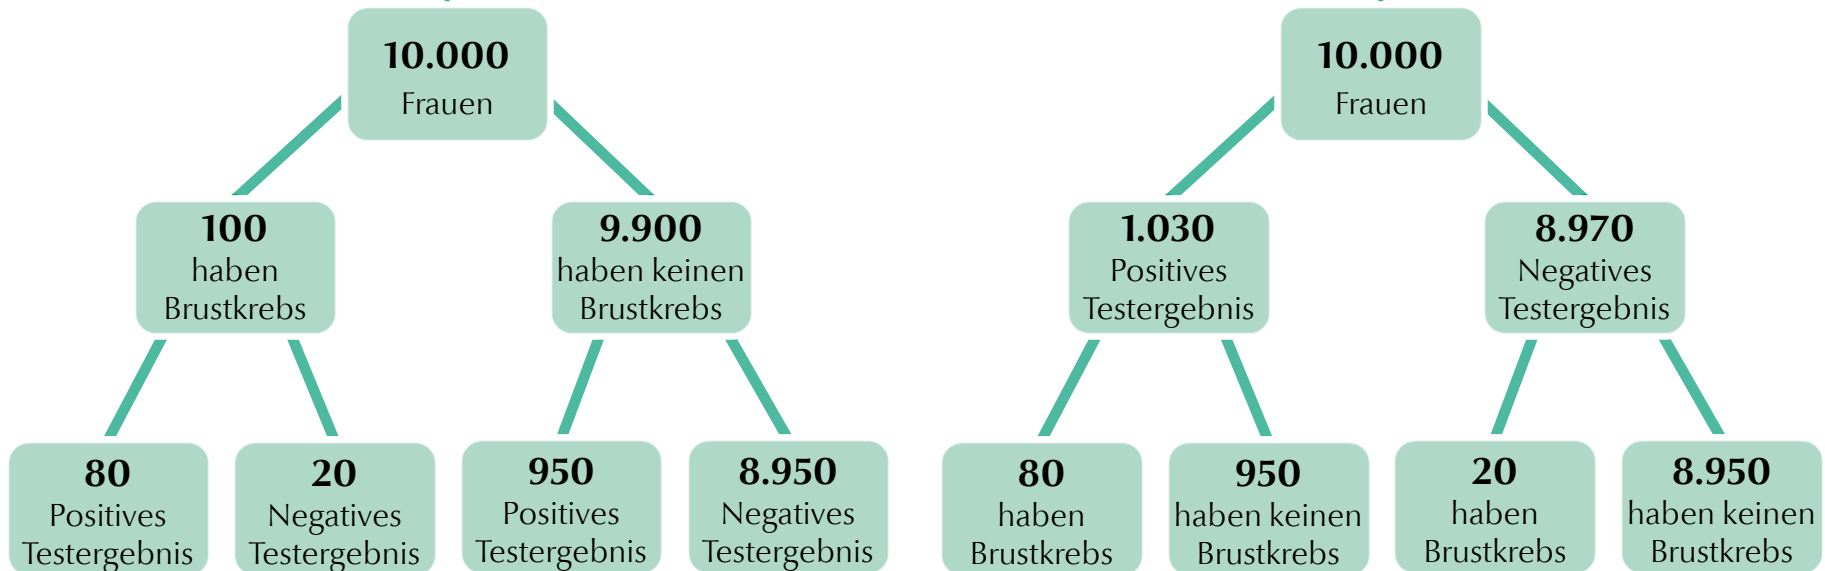 10.000
Frauen
100
haben
Brustkrebs
9.900
haben keinen
Brustkrebs
80
Positives
Testergebnis
20
Negatives
Testergebnis
950
Positives
Testergebnis
8.950
Negatives
Testergebnis
10.000
Frauen
1.030
Positives
Testergebnis
8.970
Negatives
Testergebnis
80
haben
Brustkrebs
950
haben keinen
Brustkrebs
20
haben
Brustkrebs
8.950
haben keinen
Brustkrebs